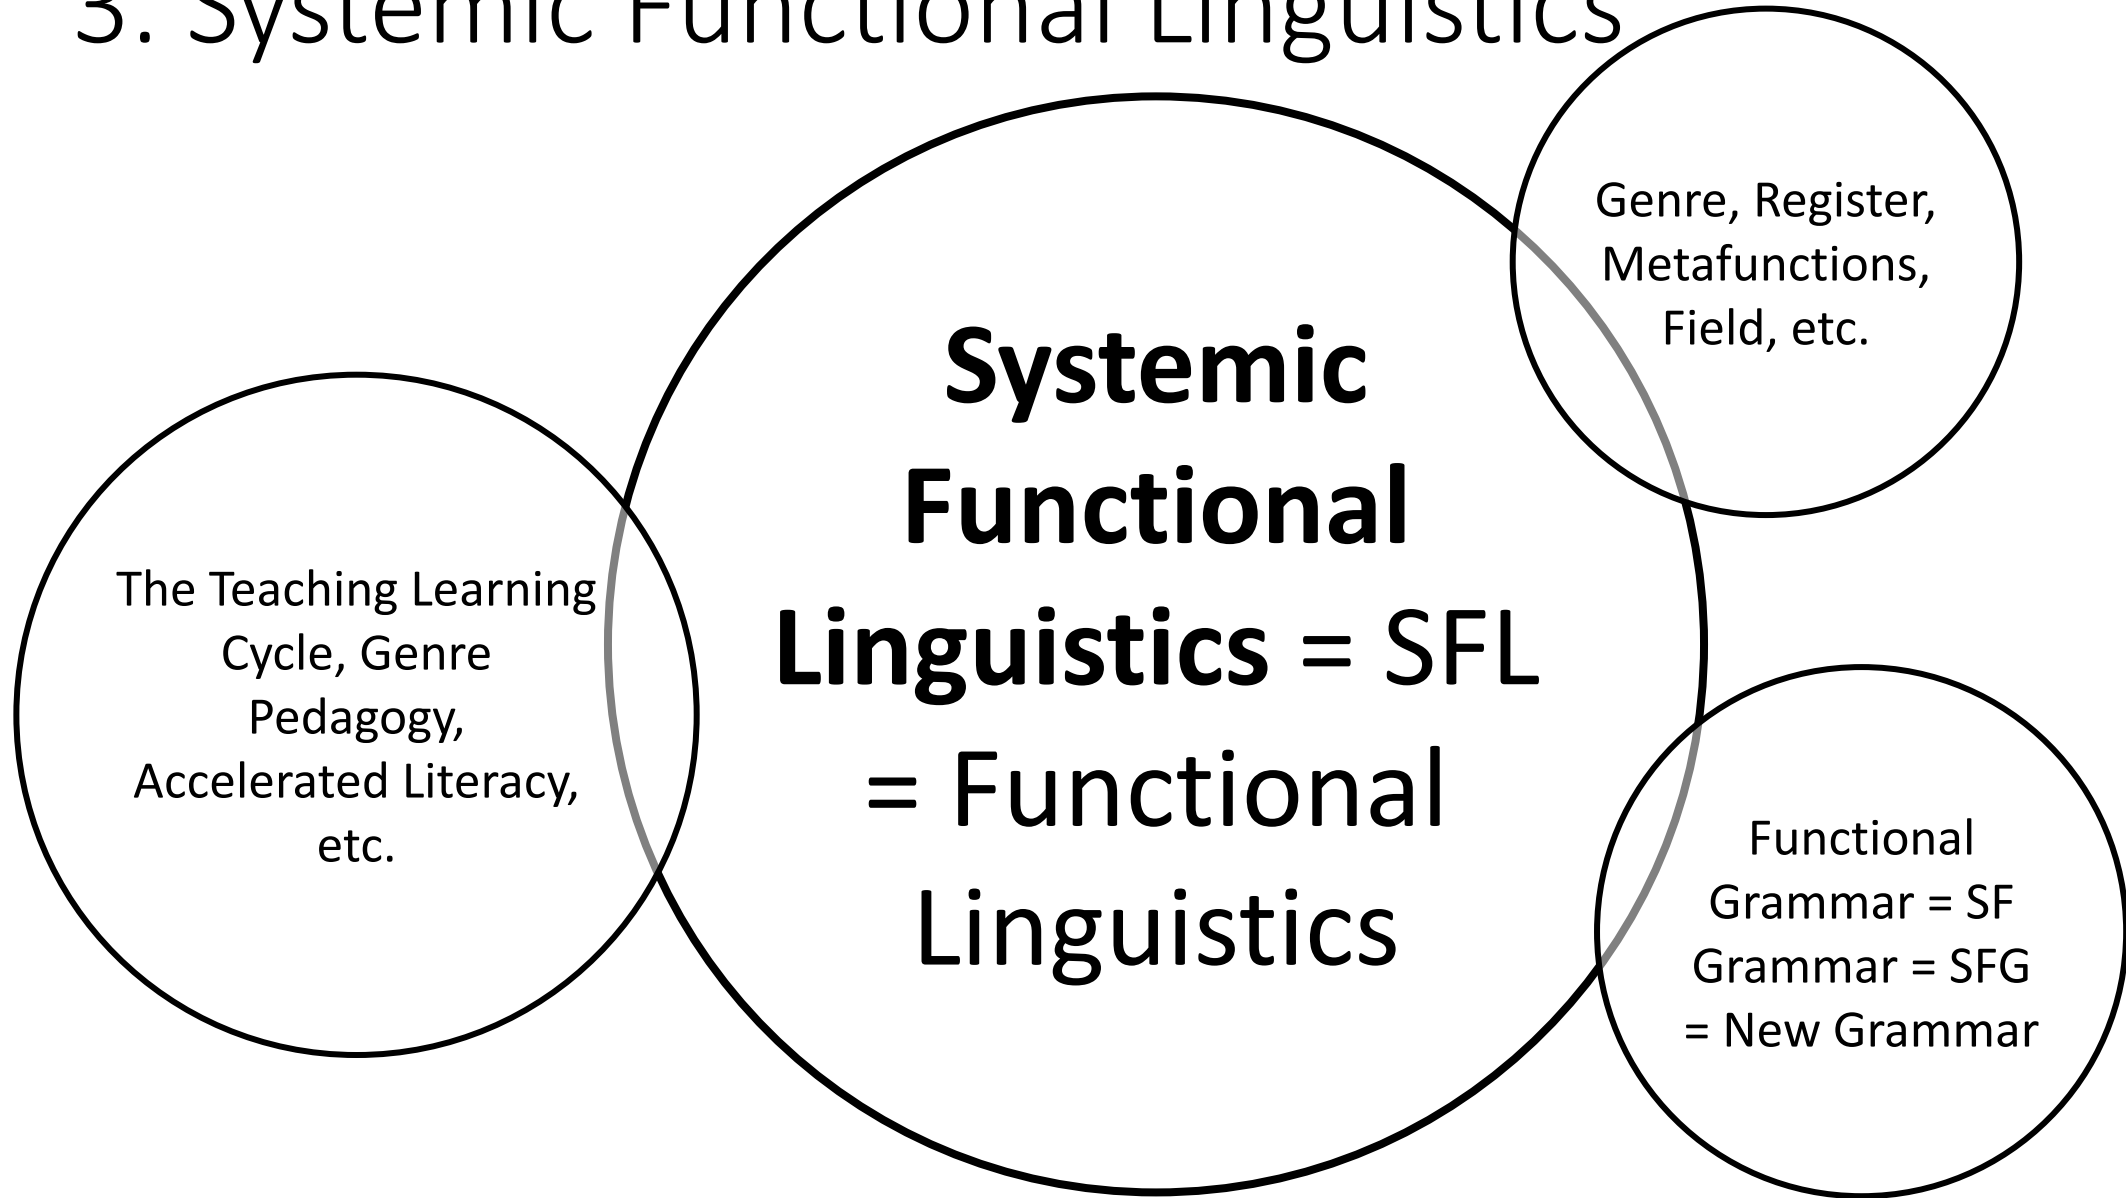 3. Systemic Functional Linguistics
Genre, Register,
Metafunctions,
Field, etc.
Systemic
Functional
Linguistics = SFL
= Functional
Linguistics
The Teaching Learning
Cycle, Genre
Pedagogy,
Accelerated Literacy,
etc.
Functional
Grammar = SF
Grammar = SFG
= New Grammar